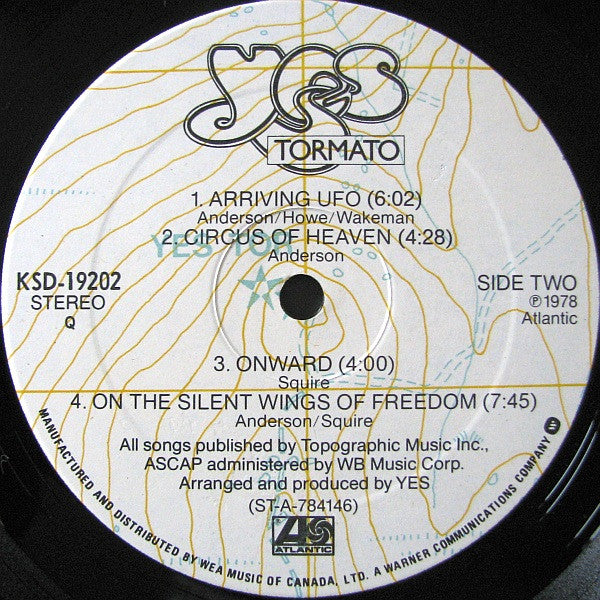 Yes
TORMATO
1. ARRIVING UFO (6:02)
Anderson/Howe/Wakeman
2. CIRCUS OF HEAVEN (4:28)
Anderson
YES TOR
KSD-19202
STEREO
Q
SIDE TWO
℗1978
Atlantic
3. ONWARD (4:00)
Squire
4. ON THE SILENT WINGS OF FREEDOM (7:45)
Anderson/Squire
All songs published by Topographic Music Inc.,
ASCAP administered by WB Music Corp.
Arranged and produced by YES
(ST-A-784146)
ATLANTIC
MANUFACTURED AND DISTRIBUTED BY WEA MUSIC OF CANADA, LTD. A WARNER COMMUNICATIONS COMPANY